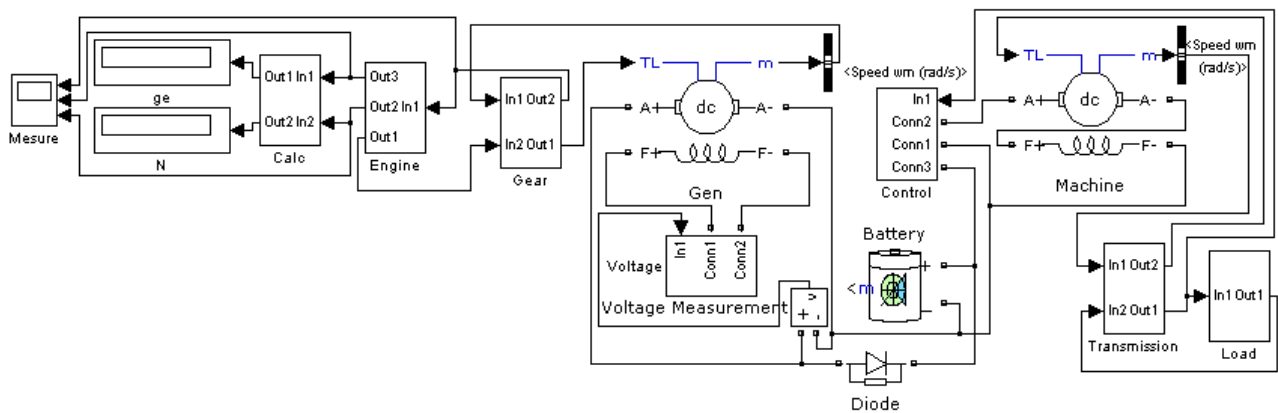 Mesure
ge
N
Out1 In1
Out2 In2
Calc
Out3
Out2 In1
Out1
Engine
In1 Out2
In2 Out1
Gear
TL
m
A+
dc
A-
F+
F-
Gen
Voltage
In1
Conn1
Conn2
Voltage Measurement
v
+
-
<Speed wm (rad/s)>
In1
Conn2
Conn1
Conn3
Control
Battery
+
<m
−
Diode
TL
m
<Speed wm
(rad/s)>
A+
dc
A-
F+
F-
Machine
In1 Out2
In2 Out1
Transmission
In1 Out1
Load